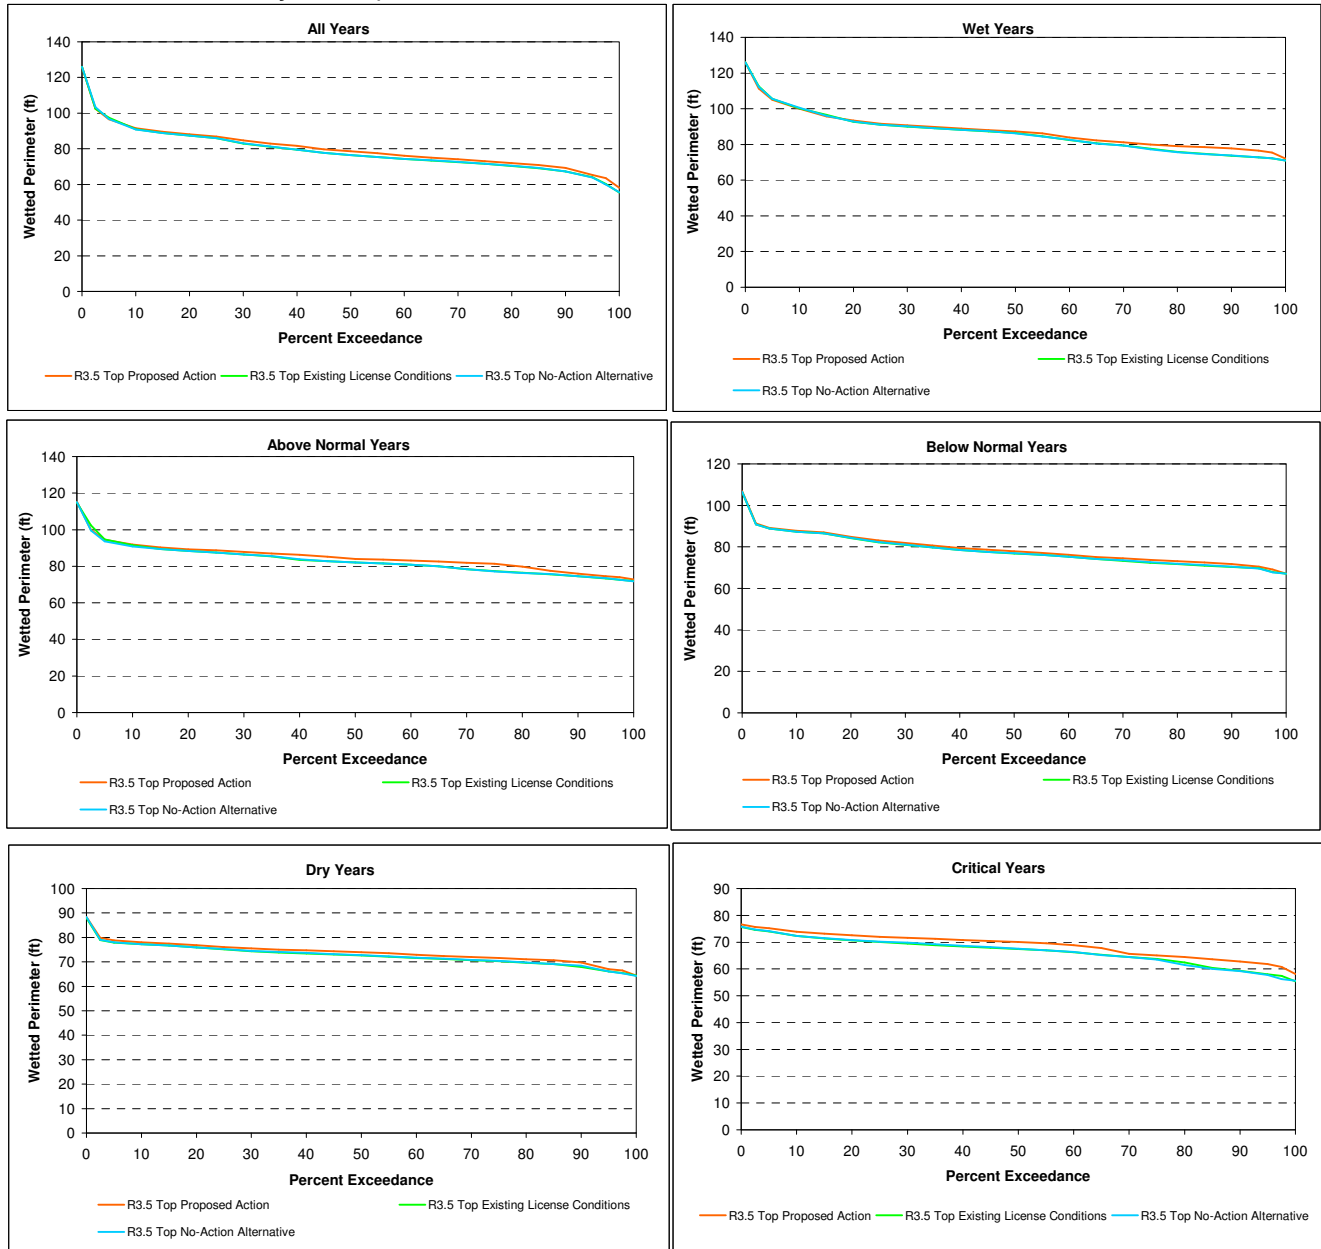 All Years
140
120
100
80
60
40
20
0
Wetted Perimeter (ft)
0 10 20 30 40 50 60 70 80 90 100
Percent Exceedance
R3.5 Top Proposed Action R3.5 Top Existing License Conditions R3.5 Top No-Action Alternative
Wet Years
140
120
100
80
60
40
20
0
Wetted Perimeter (ft)
0 10 20 30 40 50 60 70 80 90 100
Percent Exceedance
R3.5 Top Proposed Action R3.5 Top Existing License Conditions
R3.5 Top No-Action Alternative
Above Normal Years
140
120
100
80
60
40
20
0
Wetted Perimeter (ft)
0 10 20 30 40 50 60 70 80 90 100
Percent Exceedance
R3.5 Top Proposed Action R3.5 Top Existing License Conditions
R3.5 Top No-Action Alternative
Below Normal Years
120
100
80
60
40
20
0
Wetted Perimeter (ft)
0 10 20 30 40 50 60 70 80 90 100
Percent Exceedance
R3.5 Top Proposed Action R3.5 Top Existing License Conditions
R3.5 Top No-Action Alternative
Dry Years
100
90
80
70
60
50
40
30
20
10
0
Wetted Perimeter (ft)
0 10 20 30 40 50 60 70 80 90 100
Percent Exceedance
R3.5 Top Proposed Action R3.5 Top Existing License Conditions
R3.5 Top No-Action Alternative
Critical Years
90
80
70
60
50
40
30
20
10
0
Wetted Perimeter (ft)
0 10 20 30 40 50 60 70 80 90 100
Percent Exceedance
R3.5 Top Proposed Action R3.5 Top Existing License Conditions R3.5 Top No-Action Alternative